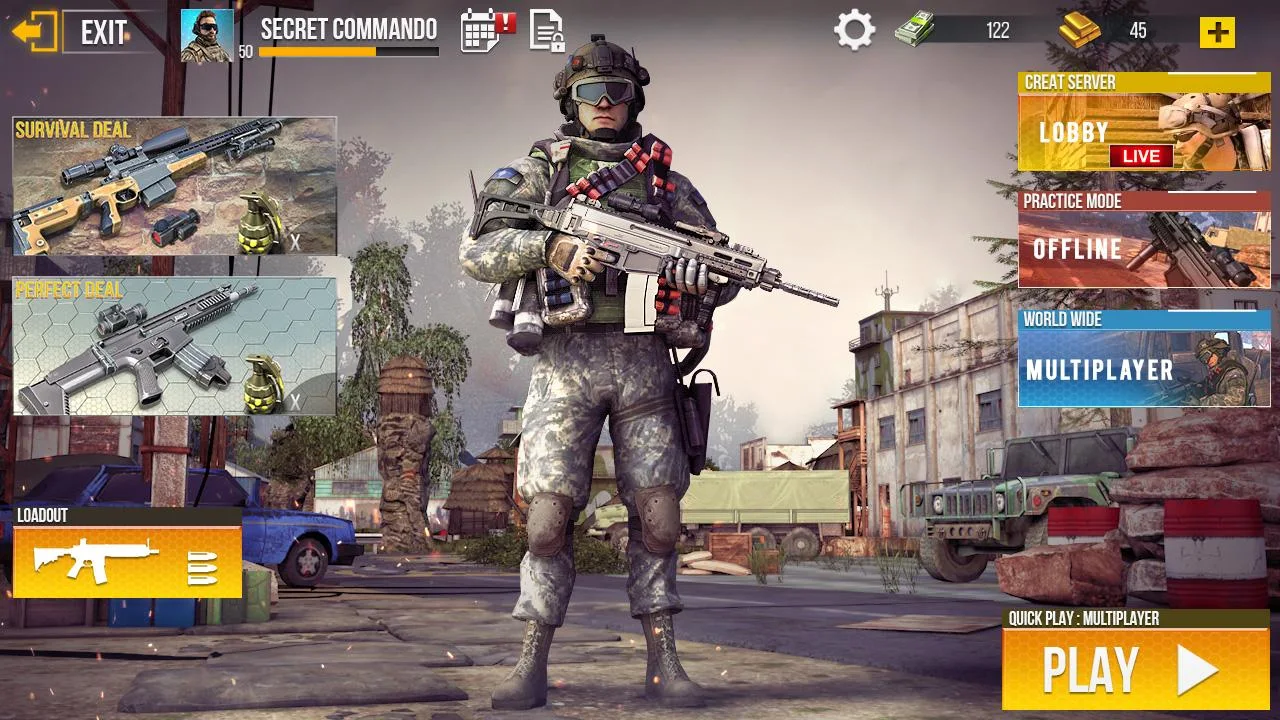 EXIT
SECRET COMMANDO
50
!
122
45
+
SURVIVAL DEAL
X
PERFECT DEAL
X
LOADOUT
CREAT SERVER
LOBBY
LIVE
PRACTICE MODE
OFFLINE
WORLD WIDE
MULTIPLAYER
QUICK PLAY : MULTIPLAYER
PLAY